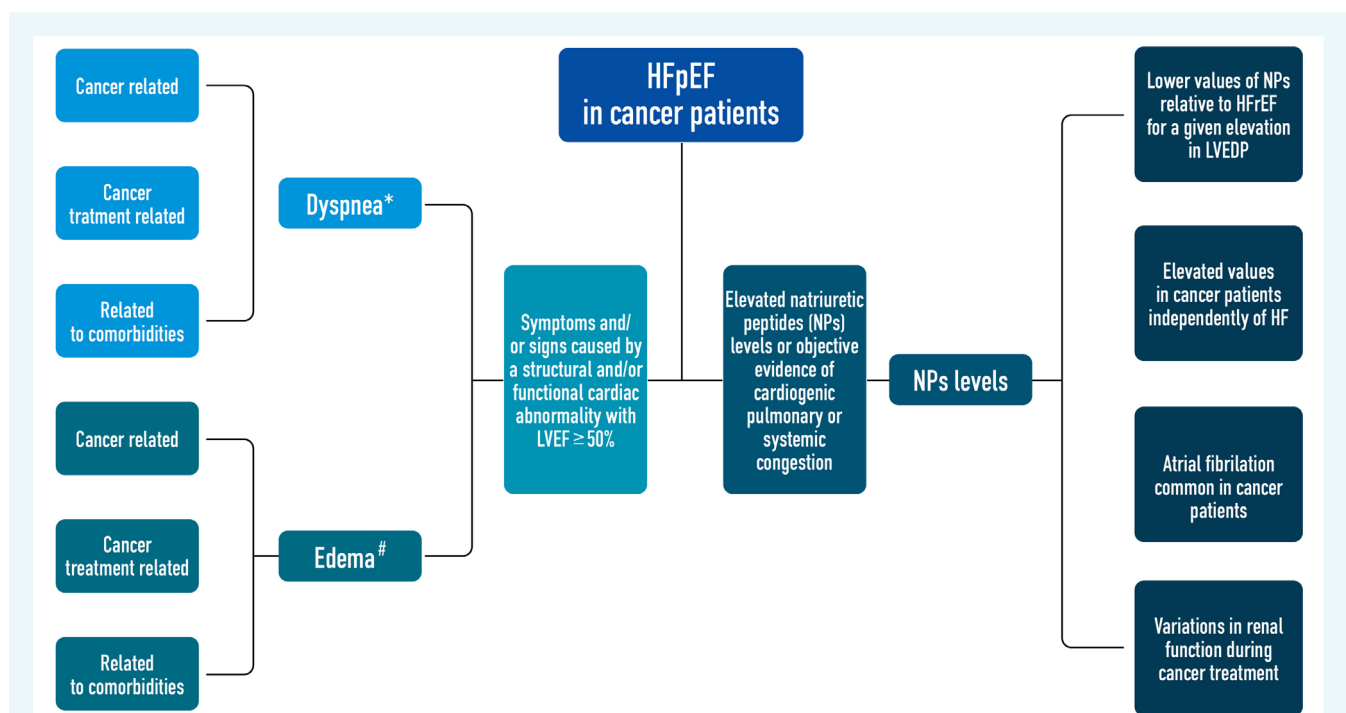 HFpEF
in cancer patients
Cancer related
Cancer
tratment related
Related
to comorbidities
Dyspnea*
Cancer related
Cancer
treatment related
Related
to comorbidities
Edema#
Symptoms and/
or signs caused by
a structural and/or
functional cardiac
abnormality with
LVEF ≥ 50%
Elevated natriuretic
peptides (NPs)
levels or objective
evidence of
cardiogenic
pulmonary or
systemic
congestion
NPs levels
Lower values of NPs
relative to HFrEF
for a given elevation
in LVEDP
Elevated values
in cancer patients
independently of HF
Atrial fibrilation
common in cancer
patients
Variations in renal
function during
cancer treatment